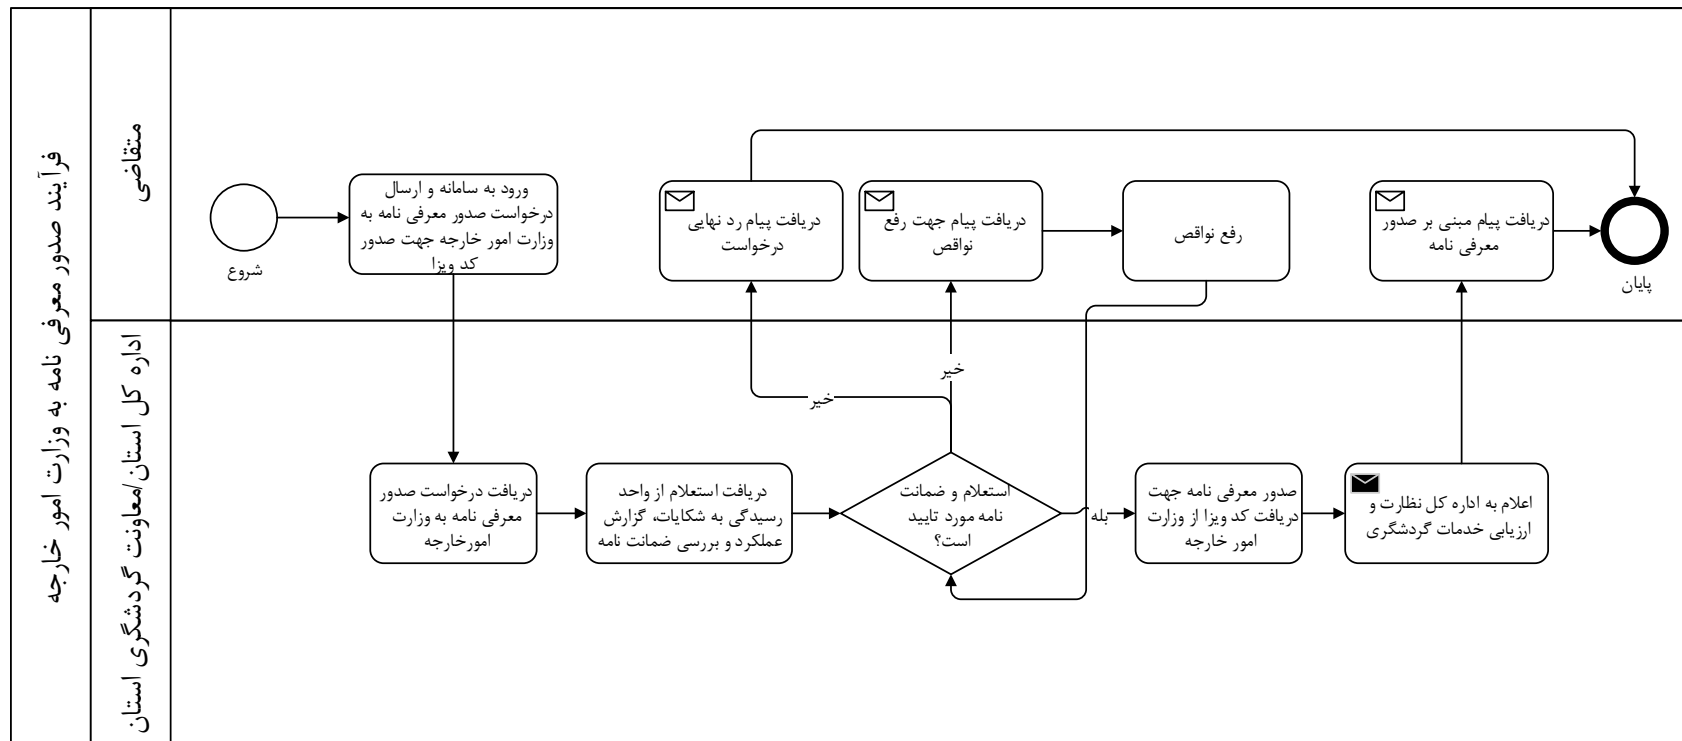 فرآیند صدور معرفی نامه به وزارت امور خارجه
متقاضی
شروع
ورود به سامانه و ارسال
درخواست صدور معرفی نامه به
وزارت امور خارجه جهت صدور
کد ویزا
دریافت پیام رد نهایی
درخواست
دریافت پیام جهت رفع
نواقص
رفع نواقص
دریافت پیام مبنی بر صدور
معرفی نامه
پایان
اداره کل استان/معاونت گردشگری استان
دریافت درخواست صدور
معرفی نامه به وزارت
امورخارجه
دریافت استعلام از واحد
رسیدگی به شکایات، گزارش
عملکرد و بررسی ضمانت نامه
استعلام و ضمانت
نامه مورد تایید
است؟
خیر
خیر
بله
صدور معرفی نامه جهت
دریافت کد ویزا از وزارت
امور خارجه
اعلام به اداره کل نظارت و
ارزیابی خدمات گردشگری